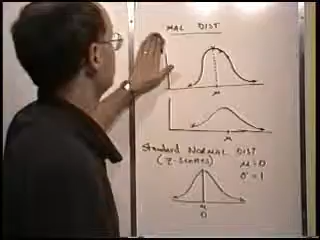 MAL DIST
μ
μ
Standard NORMAL DIST
(Z-SCORES) μ=0
σ=1
μ
0